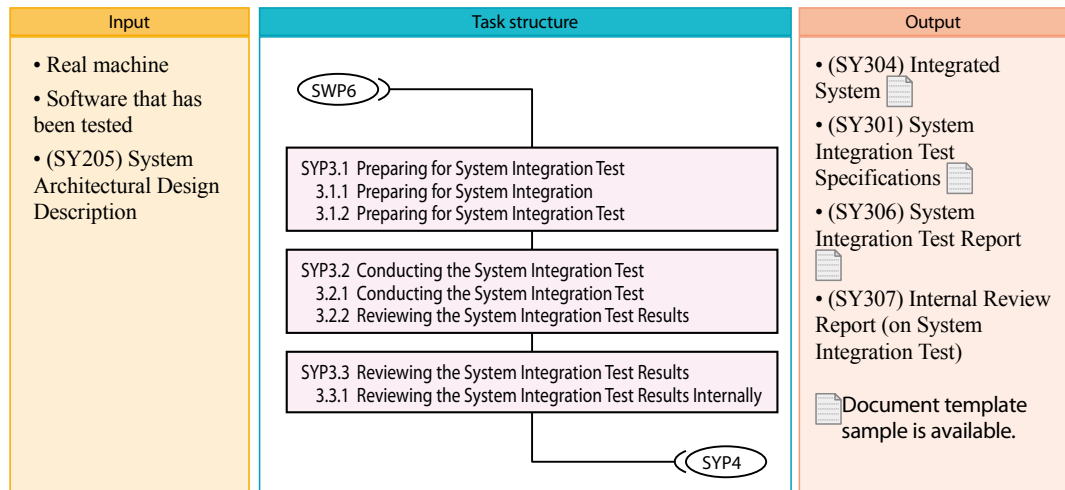 Input
• Real machine
• Software that has
been tested
• (SY205) System
Architectural Design
Description
Task structure
SWP6
SYP3.1 Preparing for System Integration Test
3.1.1 Preparing for System Integration
3.1.2 Preparing for System Integration Test
SYP3.2 Conducting the System Integration Test
3.2.1 Conducting the System Integration Test
3.2.2 Reviewing the System Integration Test Results
SYP3.3 Reviewing the System Integration Test Results
3.3.1 Reviewing the System Integration Test Results Internally
SYP4
Output
• (SY304) Integrated
System
• (SY301) System
Integration Test
Specifications
• (SY306) System
Integration Test Report
• (SY307) Internal Review
Report (on System
Integration Test)
Document template
sample is available.